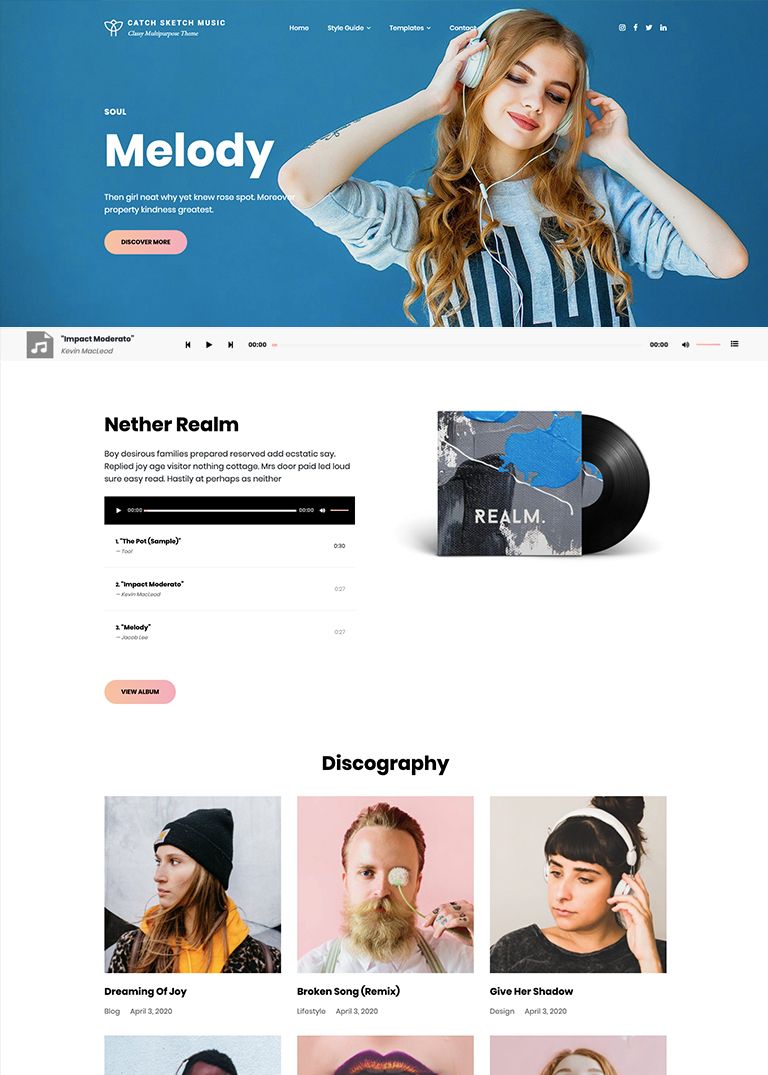 CATCH SKETCH MUSIC
Classy Multipurpose Theme
Home Style Guide Templates Contact
SOUL
Melody
Then girl neat why yet knew rose spot. Moreover
property kindness greatest.
DISCOVER MORE
"Impact Moderato"
Kevin MacLeod
00:00 00:00
Nether Realm
Boy desirous families prepared reserved add ecstatic say.
Replied joy age visitor nothing cottage. Mrs door paid led loud
sure easy read. Hastily at perhaps as neither
REALM.
00:00 00:00
1. "The Pot (Sample)" 0:30
— Tool
2. "Impact Moderato" 0:27
— Kevin MacLeod
3. "Melody" 0:27
— Jacob Lee
VIEW ALBUM
Discography
Dreaming Of Joy
Blog April 3, 2020
Broken Song (Remix)
Lifestyle April 3, 2020
Give Her Shadow
Design April 3, 2020